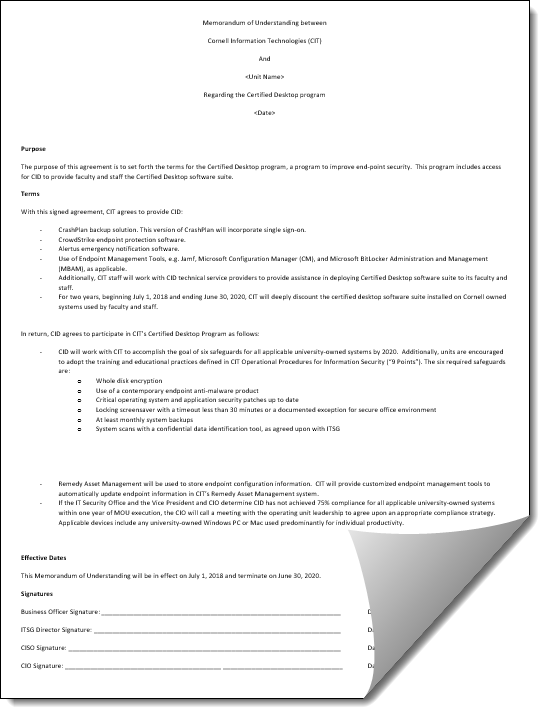 Memorandum of Understanding between
Cornell Information Technologies (CIT)
And
<Unit Name>
Regarding the Certified Desktop program
<Date>
Purpose
The purpose of this agreement is to set forth the terms for the Certified Desktop program, a program to improve end-point security. This program includes access
for CID to provide faculty and staff the Certified Desktop software suite.
Terms
With this signed agreement, CIT agrees to provide CID:
- CrashPlan backup solution. This version of CrashPlan will incorporate single sign-on.
- CrowdStrike endpoint protection software.
- Alertus emergency notification software.
- Use of Endpoint Management Tools, e.g. Jamf, Microsoft Configuration Manager (CM), and Microsoft BitLocker Administration and Management
(MBAM), as applicable.
- Additionally, CIT staff will work with CID technical service providers to provide assistance in deploying Certified Desktop software suite to its faculty and
staff.
- For two years, beginning July 1, 2018 and ending June 30, 2020, CIT will deeply discount the certified desktop software suite installed on Cornell owned
systems used by faculty and staff.
In return, CID agrees to participate in CIT's Certified Desktop Program as follows:
- CID will work with CIT to accomplish the goal of six safeguards for all applicable university-owned systems by 2020. Additionally, units are encouraged
to adopt the training and educational practices defined in CIT Operational Procedures for Information Security ("9 Points"). The six required safeguards
are:
o Whole disk encryption
o Use of a contemporary endpoint anti-malware product
o Critical operating system and application security patches up to date
o Locking screensaver with a timeout less than 30 minutes or a documented exception for secure office environment
o At least monthly system backups
o System scans with a confidential data identification tool, as agreed upon with ITSG
- Remedy Asset Management will be used to store endpoint configuration information. CIT will provide customized endpoint management tools to
automatically update endpoint information in CIT's Remedy Asset Management system.
- If the IT Security Office and the Vice President and CIO determine CID has not achieved 75% compliance for all applicable university-owned systems
within one year of MOU execution, the CIO will call a meeting with the operating unit leadership to agree upon an appropriate compliance strategy.
Applicable devices include any university-owned Windows PC or Mac used predominantly for individual productivity.
Effective Dates
This Memorandum of Understanding will be in effect on July 1, 2018 and terminate on June 30, 2020.
Signatures
Business Officer Signature:
ITSG Director Signature:
CISO Signature:
CIO Signature: